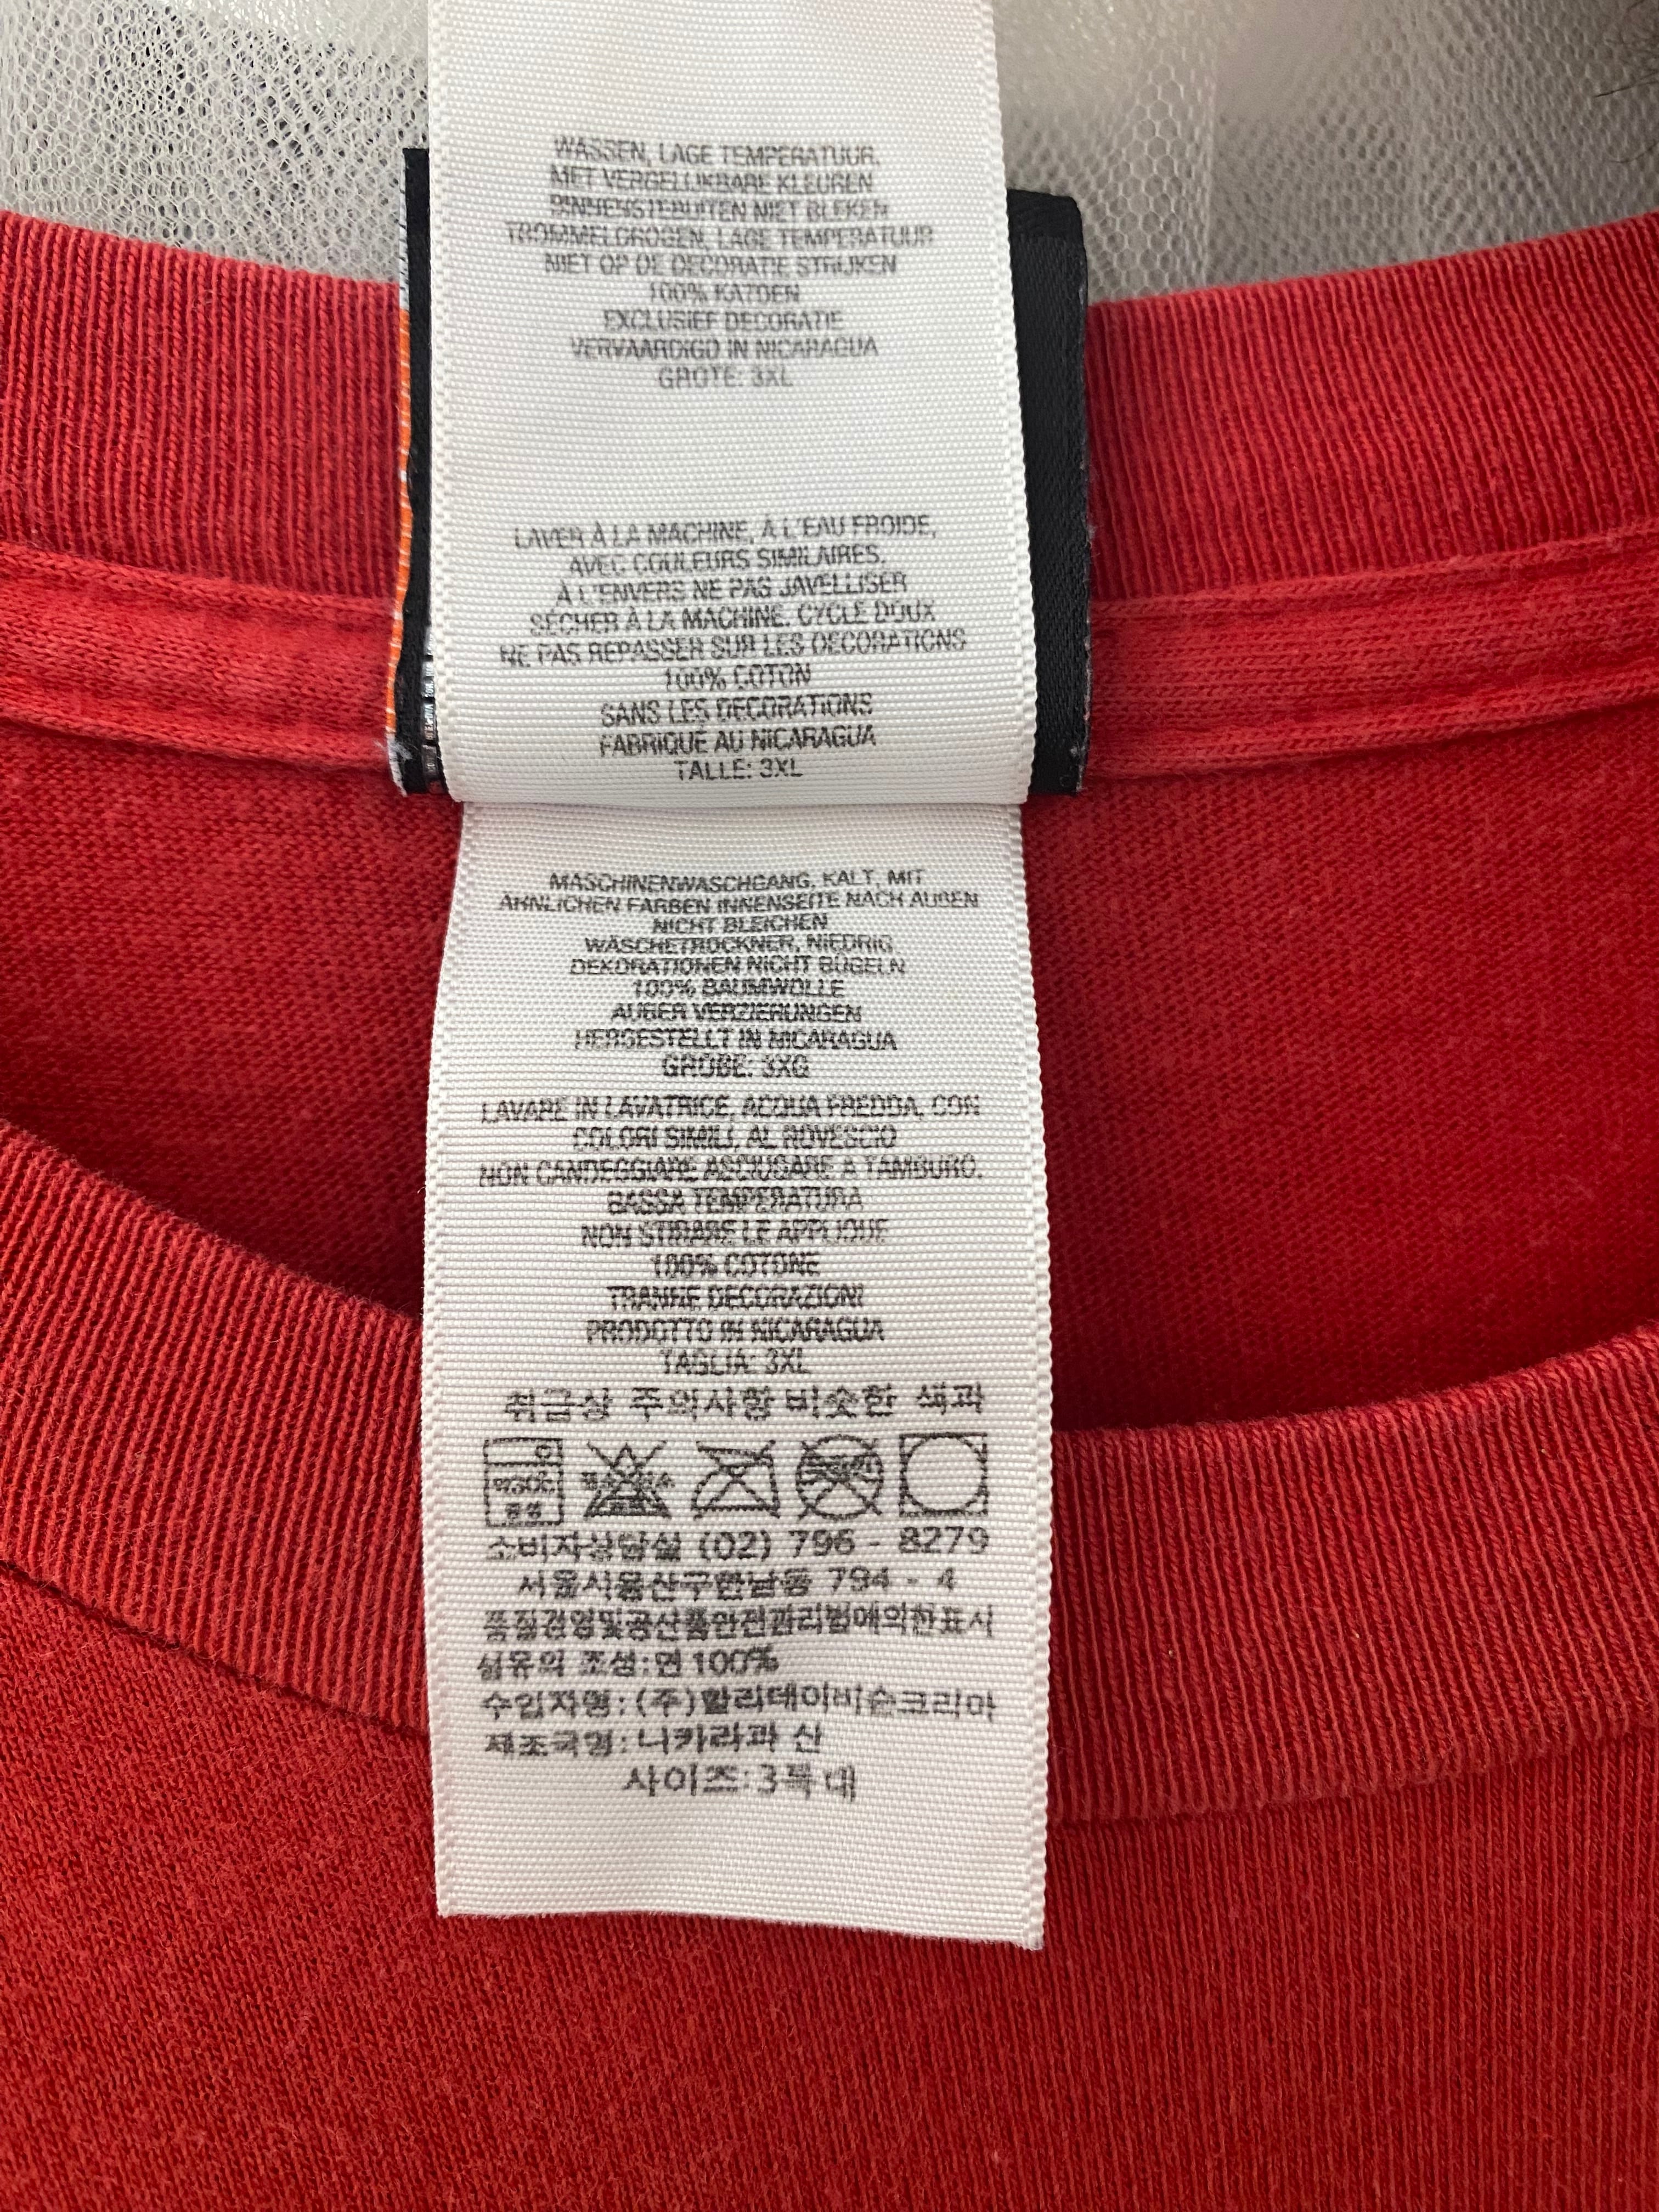 WASSEN, LAGE TEMPERATUUR,
MET VERGELIJKBARE KLEUREN
BINNENSTEBUITEN NIET BLEKEN
TROMMELDROGEN, LAGE TEMPERATUUR
NIET OP DE DECORATIE STRIJKEN
100% KATOEN
EXCLUSIEF DECORATIE
VERVAARDIGD IN NICARAGUA
GROTE: 3XL
LAVER À LA MACHINE, À L'EAU FROIDE,
AVEC COULEURS SIMILAIRES.
À L'ENVERS NE PAS JAVELLISER
SÉCHER À LA MACHINE. CYCLE DOUX
NE PAS REPASSER SUR LES DECORATIONS
100% COTON
SANS LES DECORATIONS
FABRIQUÉ AU NICARAGUA
TALLE: 3XL
MASCHINENWASCHGANG, KALT, MIT
ÄHNLICHEN FARBEN INNENSEITE NACH AUBEN
NICHT BLEICHEN
WÄSCHETROCKNER, NIEDRIG
DEKORATIONEN NICHT BÜGELN
100% BAUMWOLLE
AUBER VERZIERUNGEN
HERGESTELLT IN NICARAGUA
GROBE: 3XG
LAVARE IN LAVATRICE, ACQUA FREDDA, CON
COLORI SIMILI. AL ROVESCIO
NON CANDEGGIARE ASCIUGARE A TAMBURO.
BASSA TEMPERATURA
NON STIRARE LE APPLIQUE
100% COTONE
TRANNE DECORAZIONI
PRODOTTO IN NICARAGUA
TAGLIA: 3XL
취급상 주의사항 비슷한 색과
중성
소비자상담실 (02) 796 - 8279
서울시용산구한남동 794 - 4
품질경영및공산품안전관리법에의한표시
섬유의 조성:면 100%
수입자명:(주)할리데이비슨코리아
제조국명:니카라과 산
사이즈:3특대